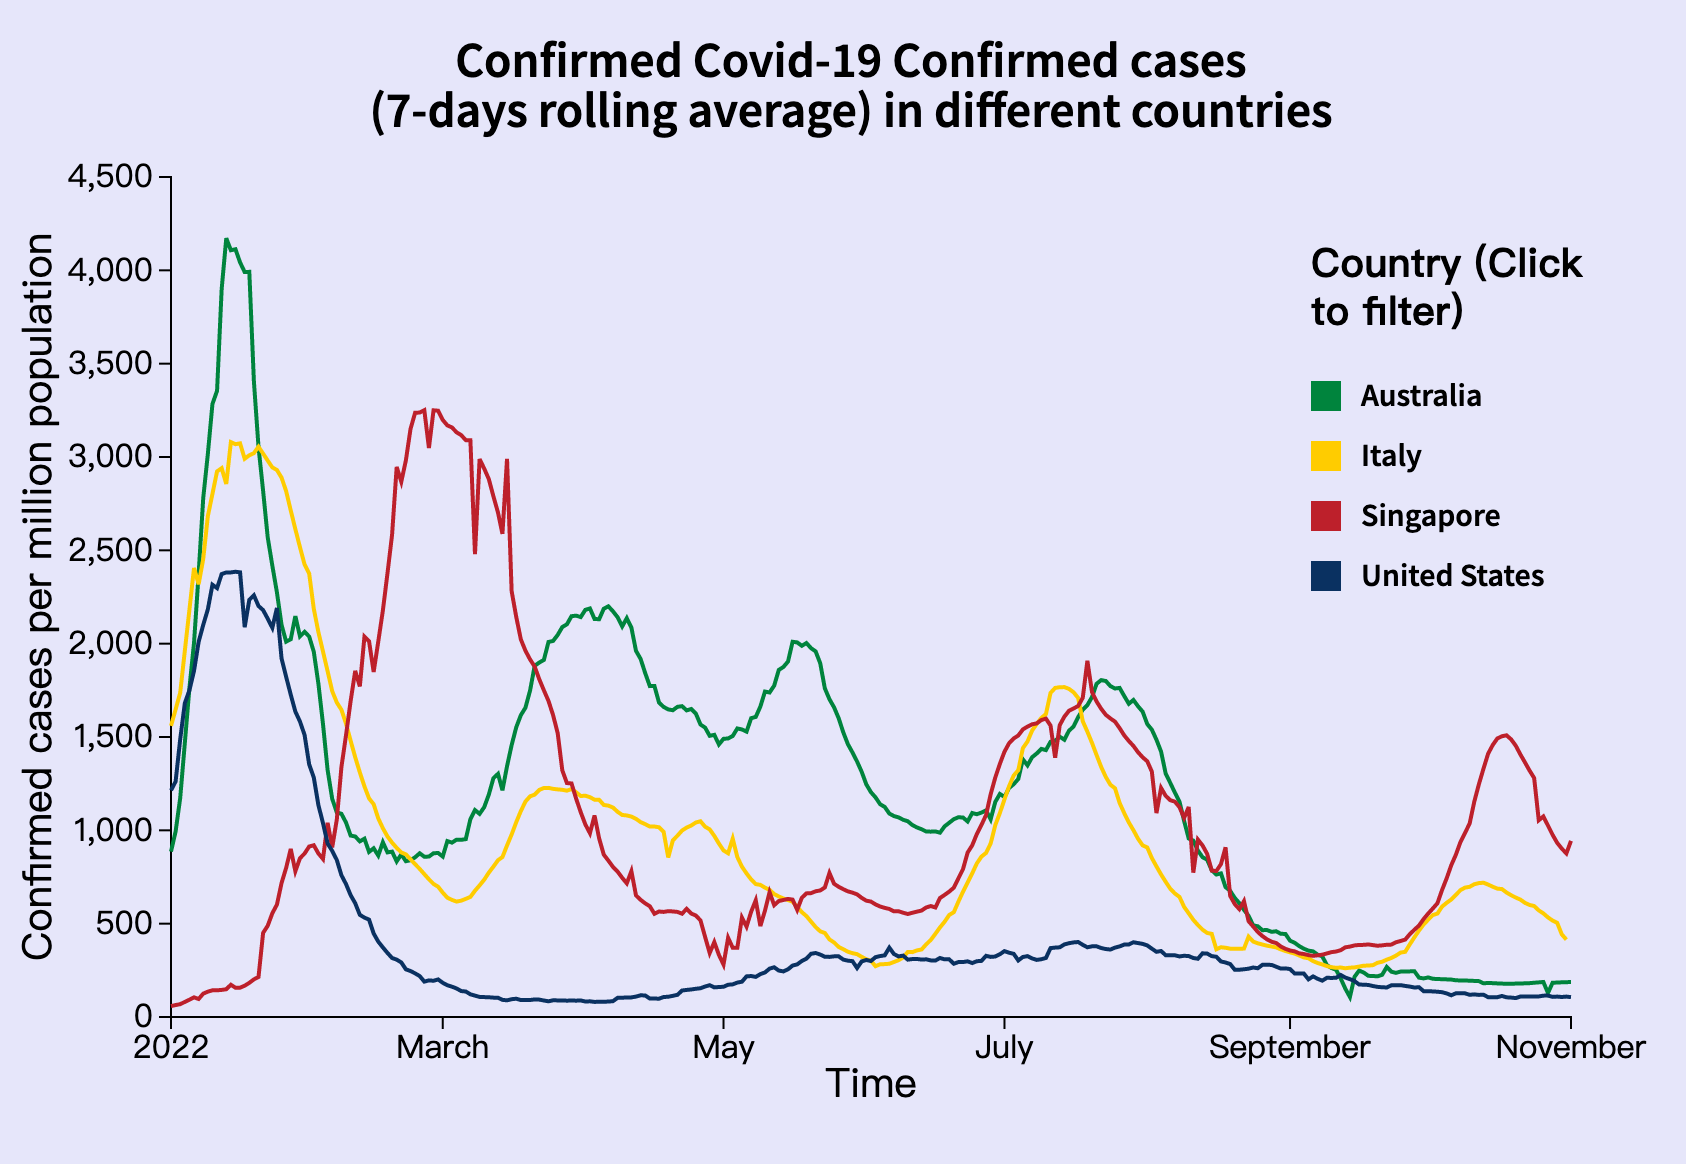 Confirmed Covid-19 Confirmed cases
(7-days rolling average) in different countries
Confirmed cases per million population
4,500
4,000
3,500
3,000
2,500
2,000
1,500
1,000
500
0
2022
March
May
July
September
November
Time
Country (Click
to filter)
Australia
Italy
Singapore
United States